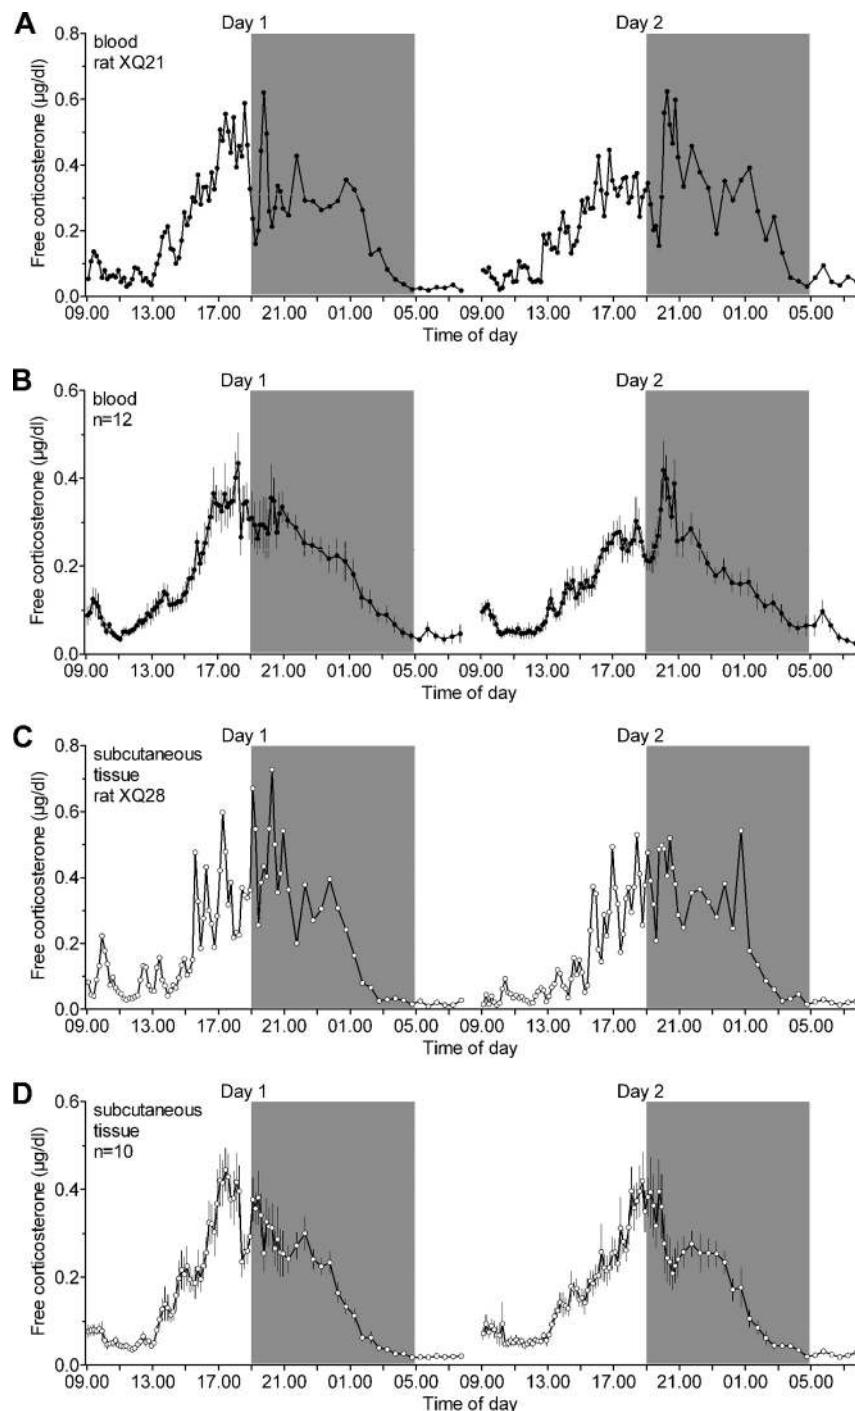 A
Day 1
Day 2
blood
rat XQ21
Free corticosterone (µg/dl)
0.8
0.6
0.4
0.2
0.0
09.00 13.00 17.00 21.00 01.00 05.00 09.00 13.00 17.00 21.00 01.00 05.00
Time of day
B
Day 1
Day 2
blood
n=12
Free corticosterone (µg/dl)
0.6
0.4
0.2
0.0
09.00 13.00 17.00 21.00 01.00 05.00 09.00 13.00 17.00 21.00 01.00 05.00
Time of day
C
Day 1
Day 2
subcutaneous
tissue
rat XQ28
Free corticosterone (µg/dl)
0.8
0.6
0.4
0.2
0.0
09.00 13.00 17.00 21.00 01.00 05.00 09.00 13.00 17.00 21.00 01.00 05.00
Time of day
D
Day 1
Day 2
subcutaneous
tissue
n=10
Free corticosterone (µg/dl)
0.6
0.4
0.2
0.0
09.00 13.00 17.00 21.00 01.00 05.00 09.00 13.00 17.00 21.00 01.00 05.00
Time of day